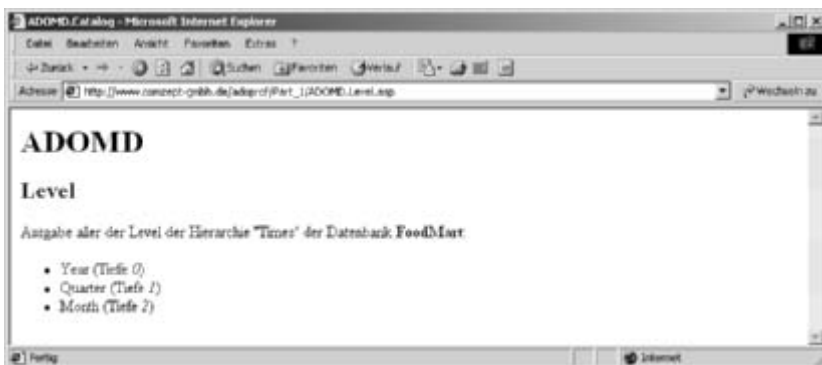 ADOMD.Catalog - Microsoft Internet Explorer
Datei Bearbeiten Ansicht Favoriten Extras ?
Zurück Suchen Favoriten Verlauf
Adresse http://www.comzept-gmbh.de/adoprof/Part_1/ADOMD.Level.asp Wechseln zu
ADOMD
Level
Ausgabe aller der Level der Hierarchie "Times" der Datenbank FoodMart
• Year (Tiefe 0)
• Quarter (Tiefe 1)
• Month (Tiefe 2)
Fertig Internet